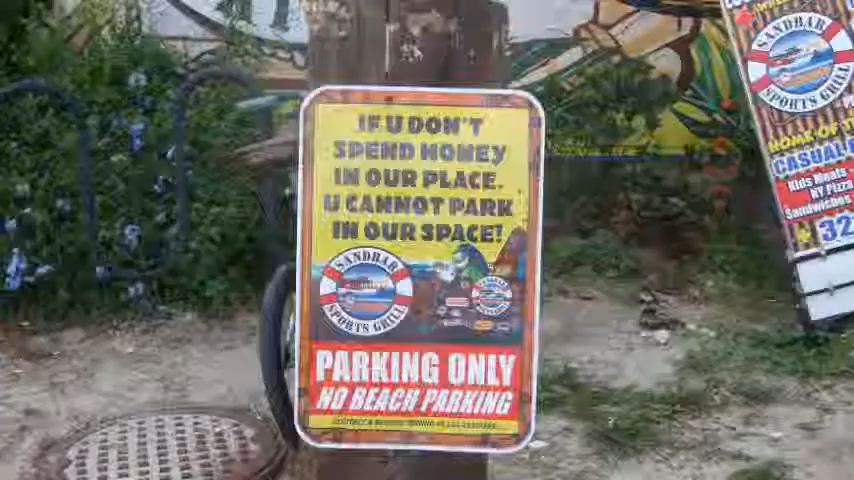 IF U DON'T
SPEND MONEY
IN OUR PLACE.
U CANNOT PARK
IN OUR SPACE!
SANDBAR
SPORTS GRILL
PARKING ONLY
NO BEACH PARKING
SANDBAR
SPORTS GRILL
HOME OF
CASUAL
Kids Meals
NY Pizza
Sandwiches
32